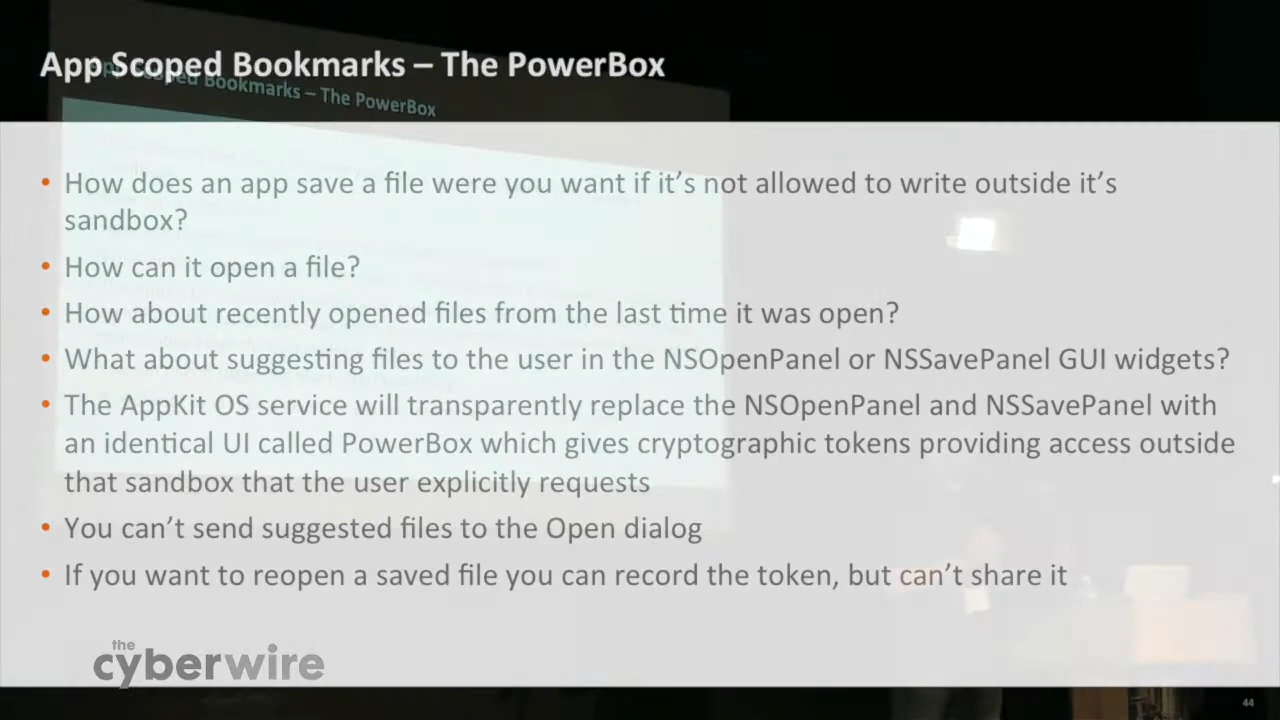 App Scoped Bookmarks – The PowerBox
App Scoped Bookmarks – The PowerBox
• How does an app save a file were you want if it's not allowed to write outside it's
sandbox?
• How can it open a file?
• How about recently opened files from the last time it was open?
• What about suggesting files to the user in the NSOpenPanel or NSSavePanel GUI widgets?
• The AppKit OS service will transparently replace the NSOpenPanel and NSSavePanel with
an identical UI called PowerBox which gives cryptographic tokens providing access outside
that sandbox that the user explicitly requests
• You can't send suggested files to the Open dialog
• If you want to reopen a saved file you can record the token, but can't share it
the
cyberwire
44